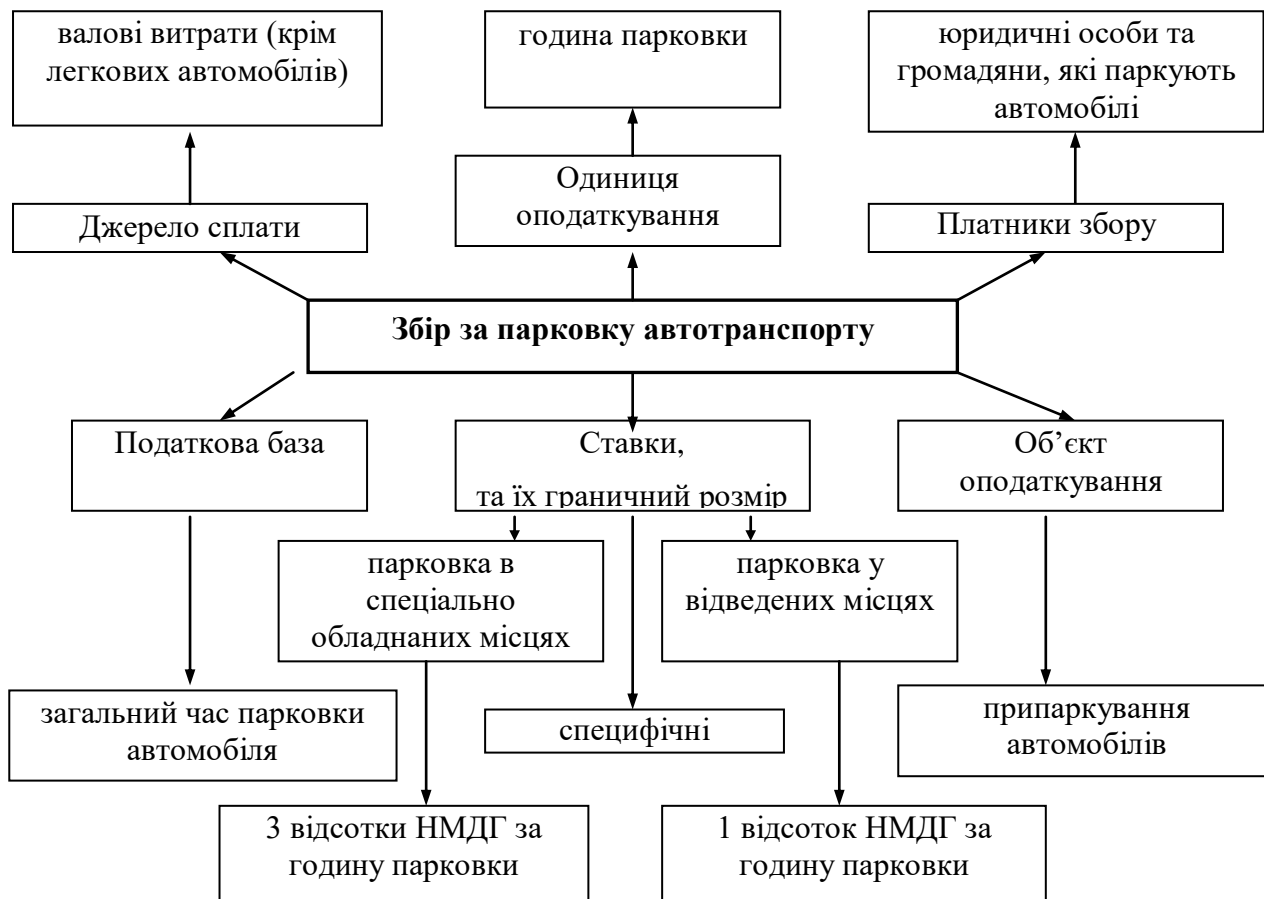 валові витрати (крім
легкових автомобілів)
година парковки
юридичні особи та
громадяни, які паркують
автомобілі
Джерело сплати
Одиниця
оподаткування
Платники збору
Збір за парковку автотранспорту
Податкова база
Ставки,
та їх граничний розмір
Об’єкт
оподаткування
парковка в
спеціально
обладнаних місцях
парковка у
відведених місцях
загальний час парковки
автомобіля
специфічні
припаркування
автомобілів
3 відсотки НМДГ за
годину парковки
1 відсоток НМДГ за
годину парковки